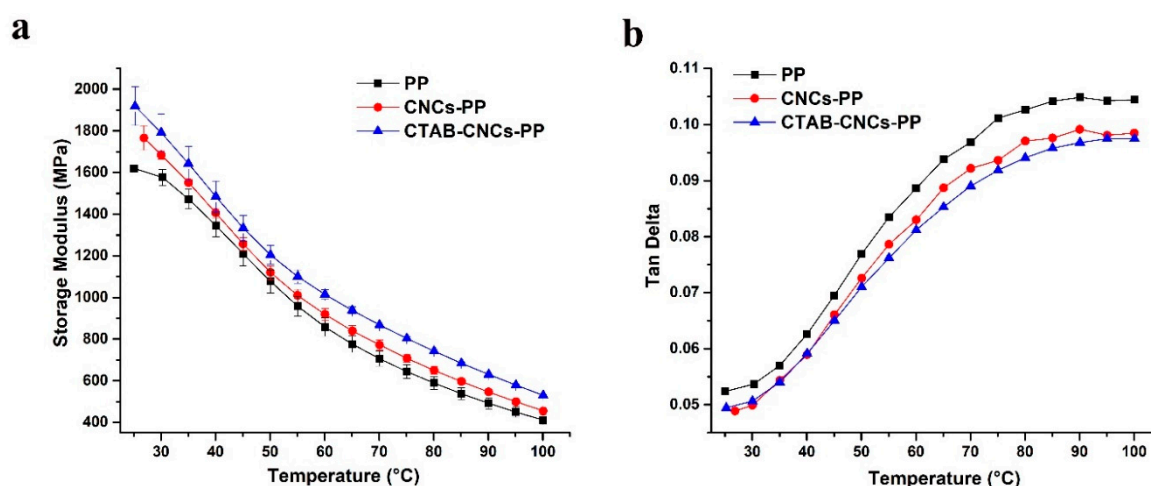 a
PP
CNCs-PP
CTAB-CNCs-PP
Storage Modulus (MPa)
2000
1800
1600
1400
1200
1000
800
600
400
30 40 50 60 70 80 90 100
Temperature (°C)
b
PP
CNCs-PP
CTAB-CNCs-PP
Tan Delta
0.11
0.10
0.09
0.08
0.07
0.06
0.05
30 40 50 60 70 80 90 100
Temperature (°C)